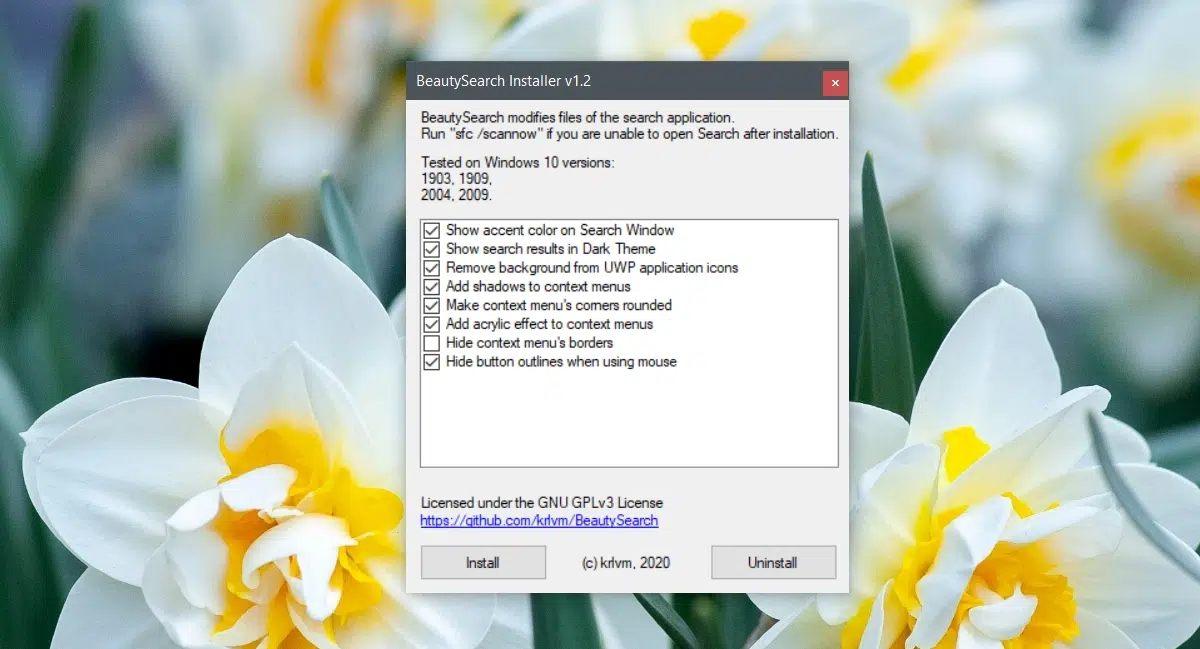 BeautySearch Installer v1.2
BeautySearch modifies files of the search application.
Run "sfc /scannow" if you are unable to open Search after installation.
Tested on Windows 10 versions:
1903, 1909,
2004, 2009.
Show accent color on Search Window
Show search results in Dark Theme
Remove background from UWP application icons
Add shadows to context menus
Make context menu's corners rounded
Add acrylic effect to context menus
Hide context menu's borders
Hide button outlines when using mouse
Licensed under the GNU GPLv3 License
https://github.com/krlvm/BeautySearch
Install (c) krlvm, 2020 Uninstall